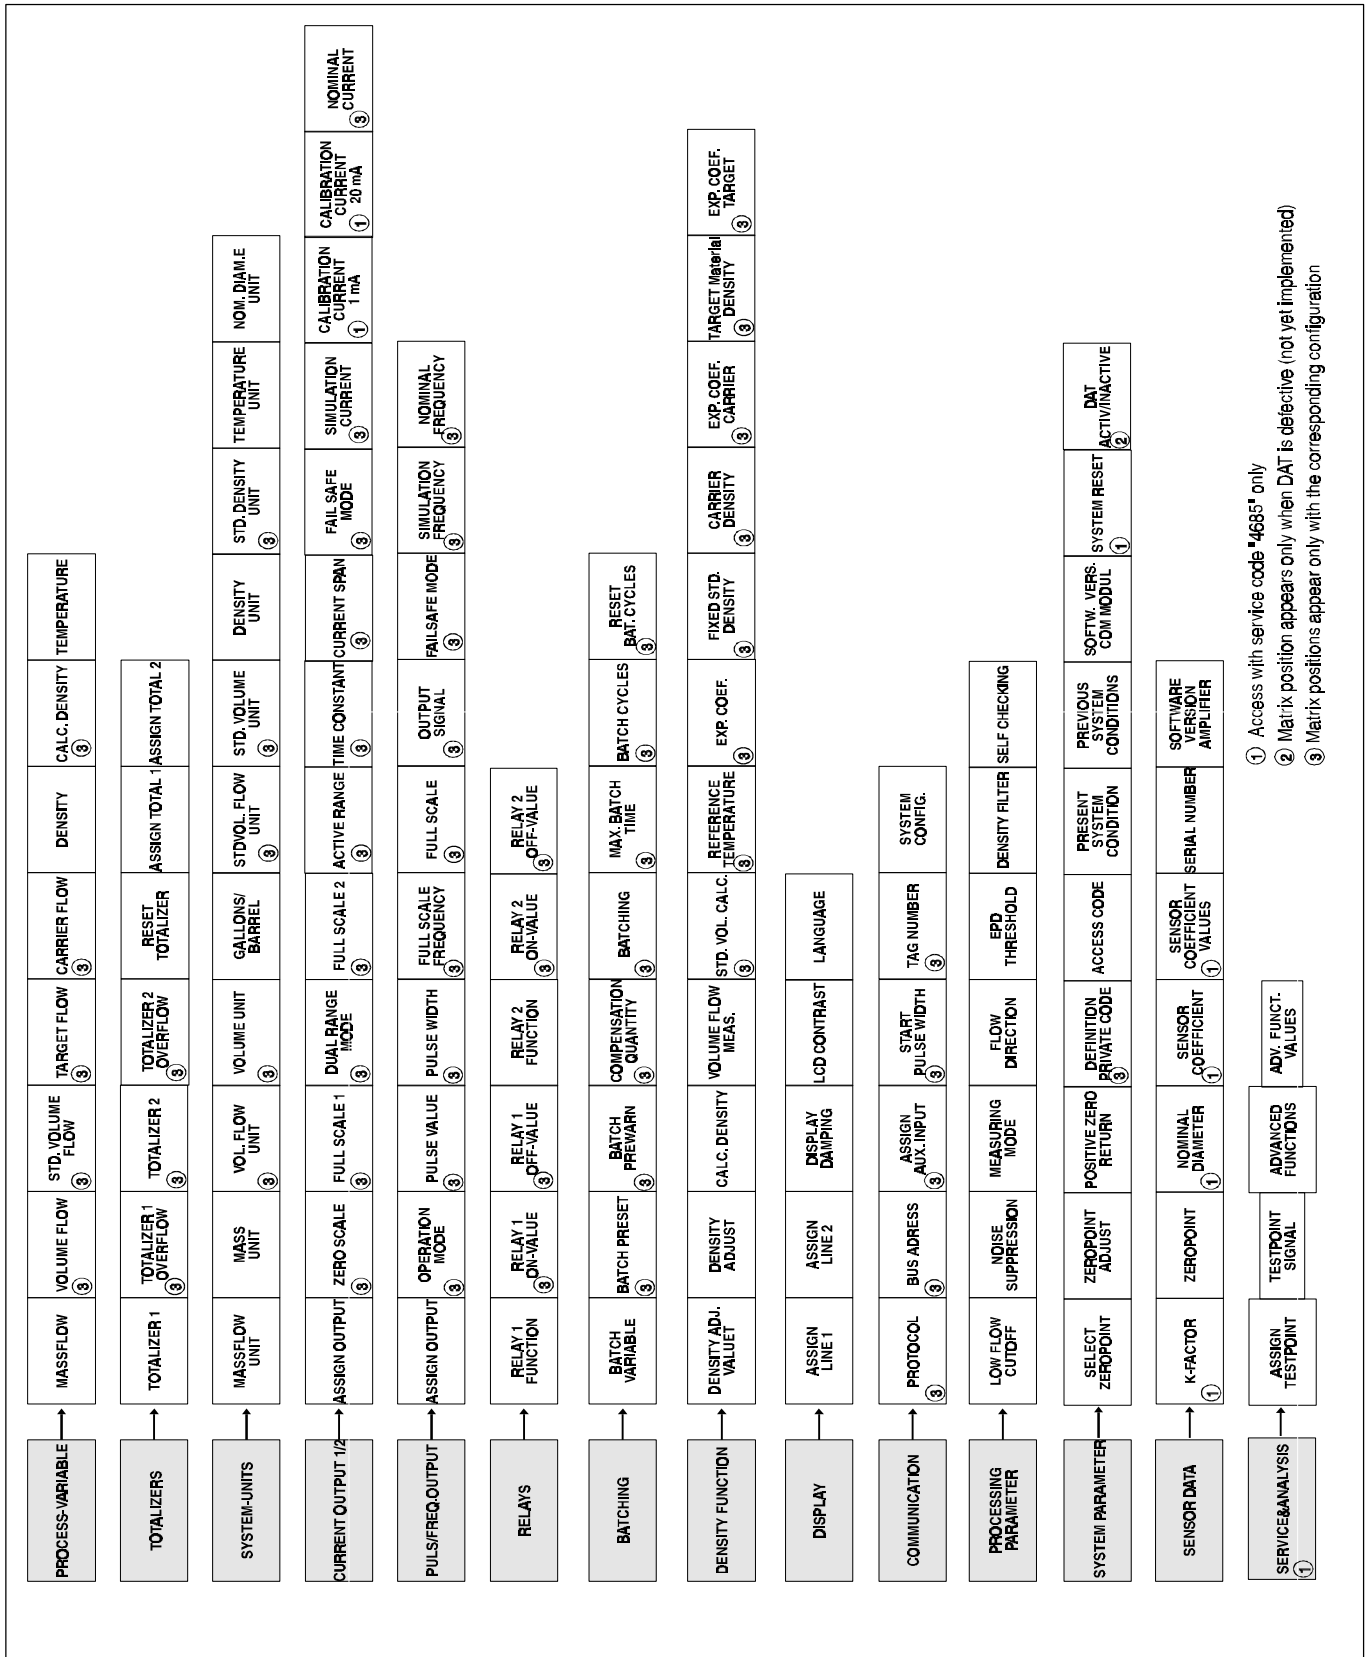 PROCESS-VARIABLE
MASSFLOW
VOLUME FLOW
③
STD. VOLUME
FLOW
③
TARGET FLOW
③
CARRIER FLOW
③
DENSITY
CALC. DENSITY
③
TEMPERATURE
TOTALIZERS
TOTALIZER 1
TOTALIZER 1
OVERFLOW
③
TOTALIZER 2
③
TOTALIZER 2
OVERFLOW
③
RESET
TOTALIZER
ASSIGN TOTAL 1
ASSIGN TOTAL 2
SYSTEM-UNITS
MASSFLOW
UNIT
MASS
UNIT
VOL. FLOW
UNIT
③
VOLUME UNIT
③
GALLONS/
BARREL
STDVOL. FLOW
UNIT
③
STD. VOLUME
UNIT
③
DENSITY
UNIT
STD. DENSITY
UNIT
③
TEMPERATURE
UNIT
NOM. DIAM.E
UNIT
CURRENT OUTPUT 1/2
ASSIGN OUTPUT
ZERO SCALE
③
FULL SCALE 1
③
DUAL RANGE
MODE
③
FULL SCALE 2
③
ACTIVE RANGE
③
TIME CONSTANT
③
CURRENT SPAN
③
FAIL SAFE
MODE
③
SIMULATION
CURRENT
③
CALIBRATION
CURRENT
1 mA
①
CALIBRATION
CURRENT
20 mA
①
NOMINAL
CURRENT
③
PULS/FREQ.OUTPUT
ASSIGN OUTPUT
OPERATION
MODE
③
PULSE VALUE
③
PULSE WIDTH
③
FULL SCALE
FREQUENCY
③
FULL SCALE
③
OUTPUT
SIGNAL
③
FAILSAFE MODE
③
SIMULATION
FREQUENCY
③
NOMINAL
FREQUENCY
③
RELAYS
RELAY 1
FUNCTION
RELAY 1
ON-VALUE
③
RELAY 1
OFF-VALUE
③
RELAY 2
FUNCTION
RELAY 2
ON-VALUE
③
RELAY 2
OFF-VALUE
③
BATCHING
BATCH
VARIABLE
BATCH PRESET
③
BATCH
PREWARN
③
COMPENSATION
QUANTITY
③
BATCHING
③
MAX. BATCH
TIME
③
BATCH CYCLES
③
RESET
BAT. CYCLES
③
DENSITY FUNCTION
DENSITY ADJ.
VALUET
DENSITY
ADJUST
CALC. DENSITY
VOLUME FLOW
MEAS.
STD. VOL. CALC.
③
REFERENCE
TEMPERATURE
③
EXP. COEF.
③
FIXED STD.
DENSITY
③
CARRIER
DENSITY
③
EXP. COEF.
CARRIER
③
TARGET Material
DENSITY
③
EXP. COEF.
TARGET
③
DISPLAY
ASSIGN
LINE 1
ASSIGN
LINE 2
DISPLAY
DAMPING
LCD CONTRAST
LANGUAGE
COMMUNICATION
PROTOCOL
③
BUS ADRESS
③
ASSIGN
AUX. INPUT
③
START
PULSE WIDTH
③
TAG NUMBER
③
SYSTEM
CONFIG.
PROCESSING
PARAMETER
LOW FLOW
CUTOFF
NOISE
SUPPRESSION
MEASURING
MODE
FLOW
DIRECTION
EPD
THRESHOLD
DENSITY FILTER
SELF CHECKING
SYSTEM PARAMETER
SELECT
ZEROPOINT
ZEROPOINT
ADJUST
POSITIVE ZERO
RETURN
DEFINITION
PRIVATE CODE
③
ACCESS CODE
PRESENT
SYSTEM
CONDITION
PREVIOUS
SYSTEM
CONDITIONS
SOFTW. VERS.
COM MODUL
SYSTEM RESET
①
DAT
ACTIV/INACTIVE
②
SENSOR DATA
K-FACTOR
①
ZEROPOINT
NOMINAL
DIAMETER
①
SENSOR
COEFFICIENT
①
SENSOR
COEFFICIENT
VALUES
①
SERIAL NUMBER
SOFTWARE
VERSION
AMPLIFIER
SERVICE&ANALYSIS
①
ASSIGN
TESTPOINT
TESTPOINT
SIGNAL
ADVANCED
FUNCTIONS
ADV. FUNCT.
VALUES
① Access with service code "4685" only
② Matrix position appears only when DAT is defective (not yet implemented)
③ Matrix positions appear only with the corresponding configuration